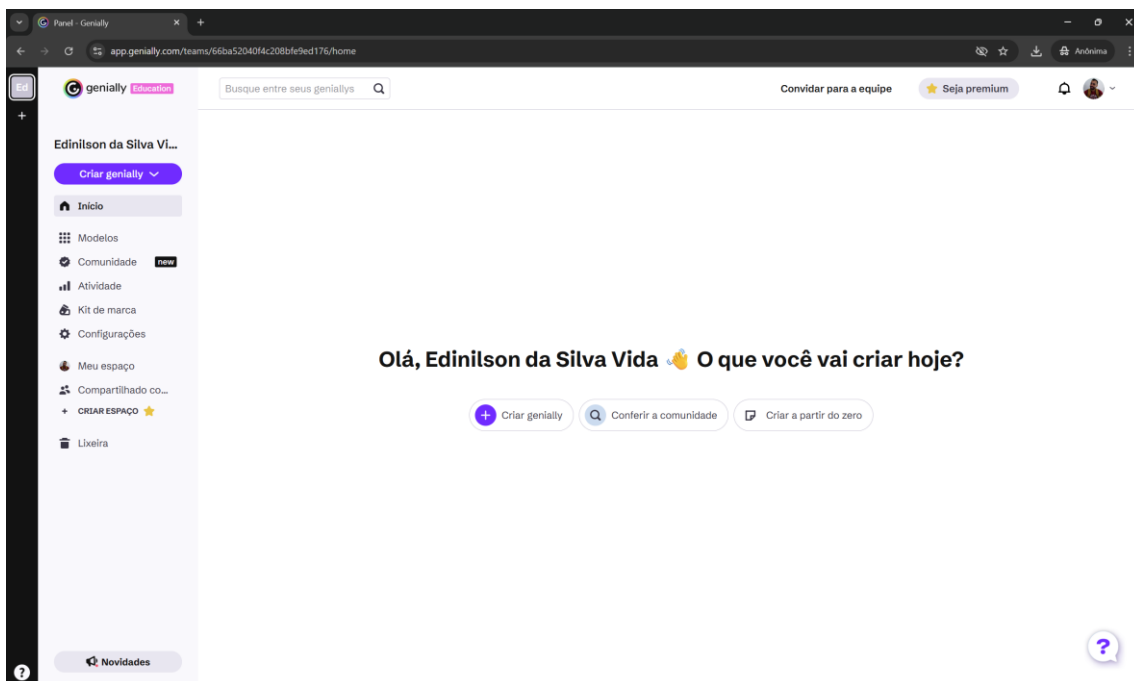 Panel - Genially
app.genially.com/teams/66ba52040f4c208bfe9ed176/home
Anônima
Ed
genially Education
Busque entre seus geniallys
Convidar para a equipe
Seja premium
Edinilson da Silva Vi...
Criar genially
Início
Modelos
Comunidade new
Atividade
Kit de marca
Configurações
Meu espaço
Compartilhado co...
+ CRIAR ESPAÇO
Lixeira
Olá, Edinilson da Silva Vida 👋 O que você vai criar hoje?
Criar genially
Conferir a comunidade
Criar a partir do zero
Novidades
?
?